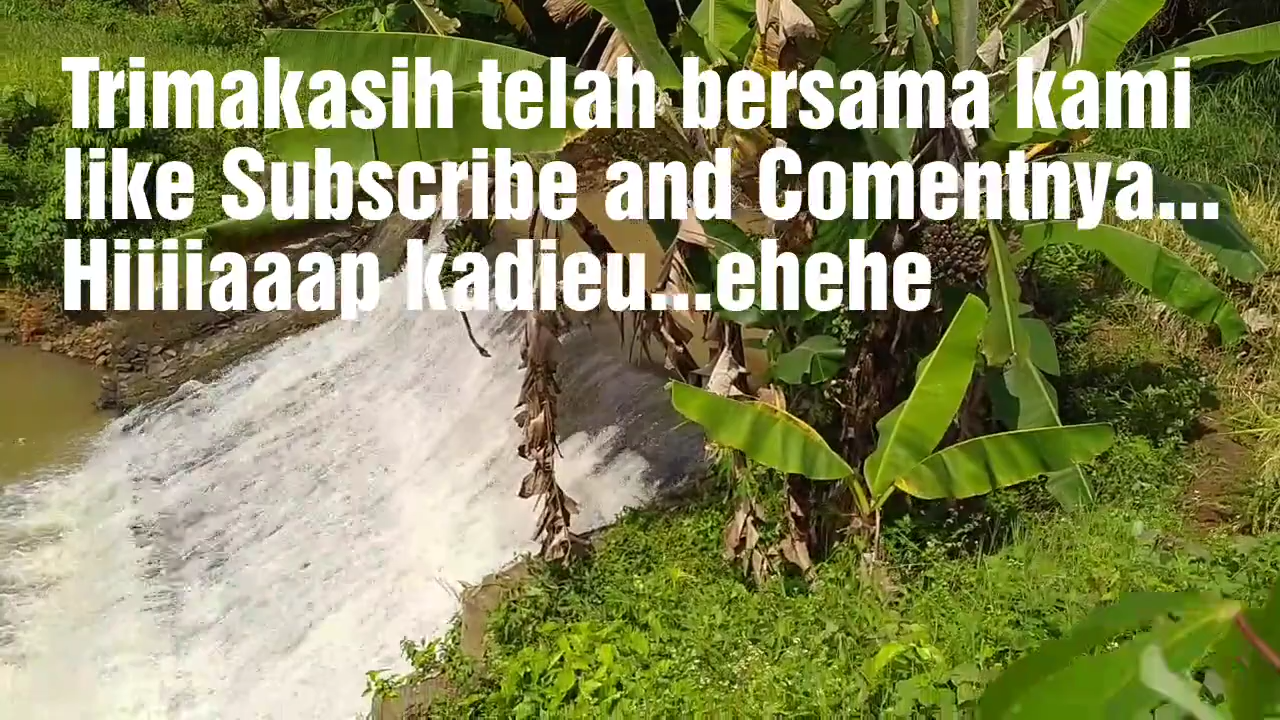 Trimakasih telah bersama kami
like Subscribe and Comentnya...
Hiiiiaaap kadieu...ehehe